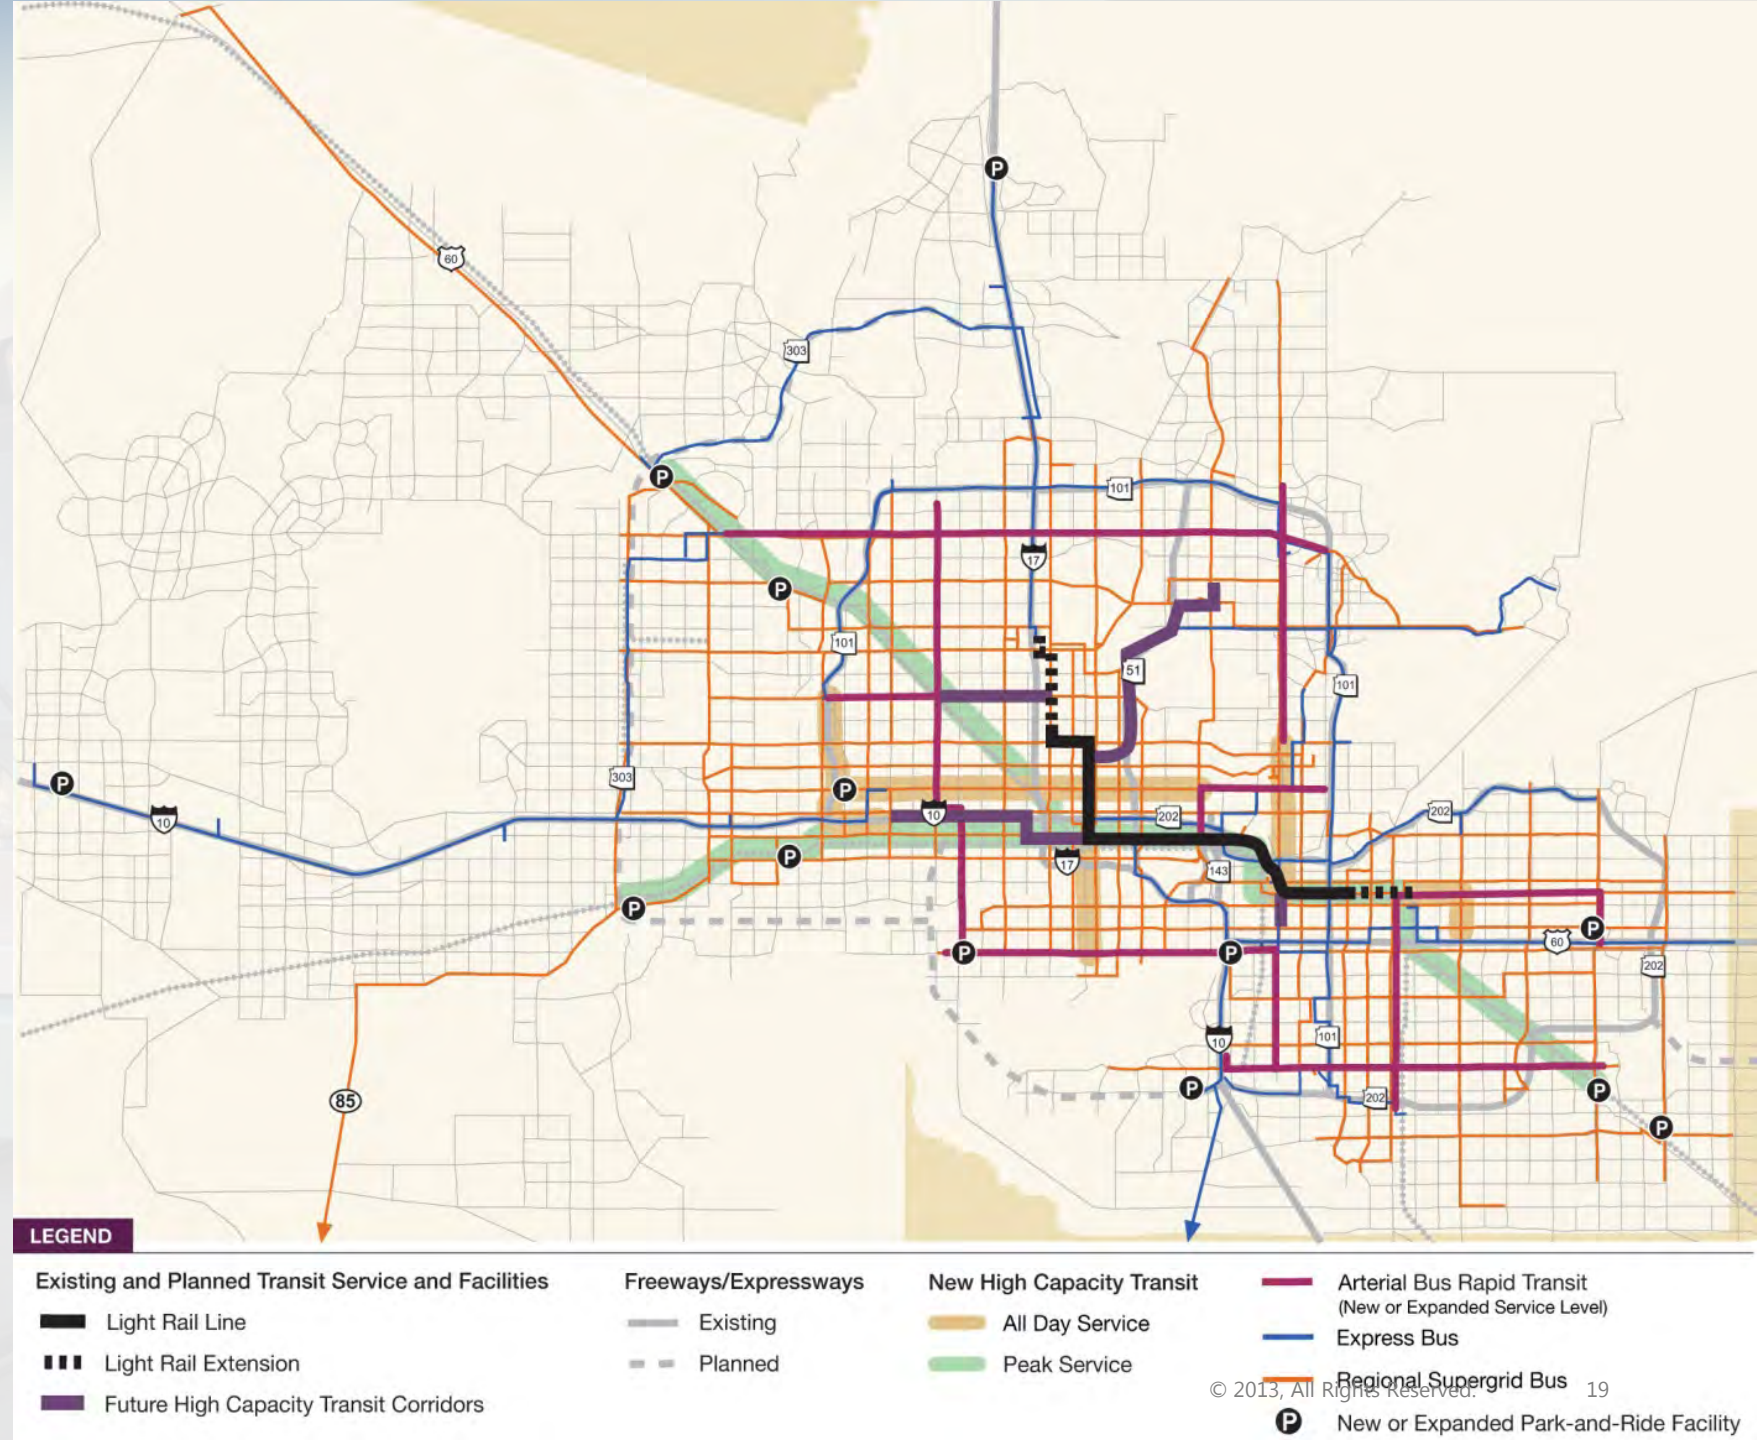 P
60
303
P
101
17
P
101
51
101
303
P
P
10
10
202
202
P
17
143
P
P
P
P
60
202
10
101
P
202
P
P
85
LEGEND
Existing and Planned Transit Service and Facilities
Light Rail Line
Light Rail Extension
Future High Capacity Transit Corridors
Freeways/Expressways
Existing
Planned
New High Capacity Transit
All Day Service
Peak Service
Arterial Bus Rapid Transit
(New or Expanded Service Level)
Express Bus
Regional Supergrid Bus
P New or Expanded Park-and-Ride Facility
© 2013, All Rights Reserved. 19